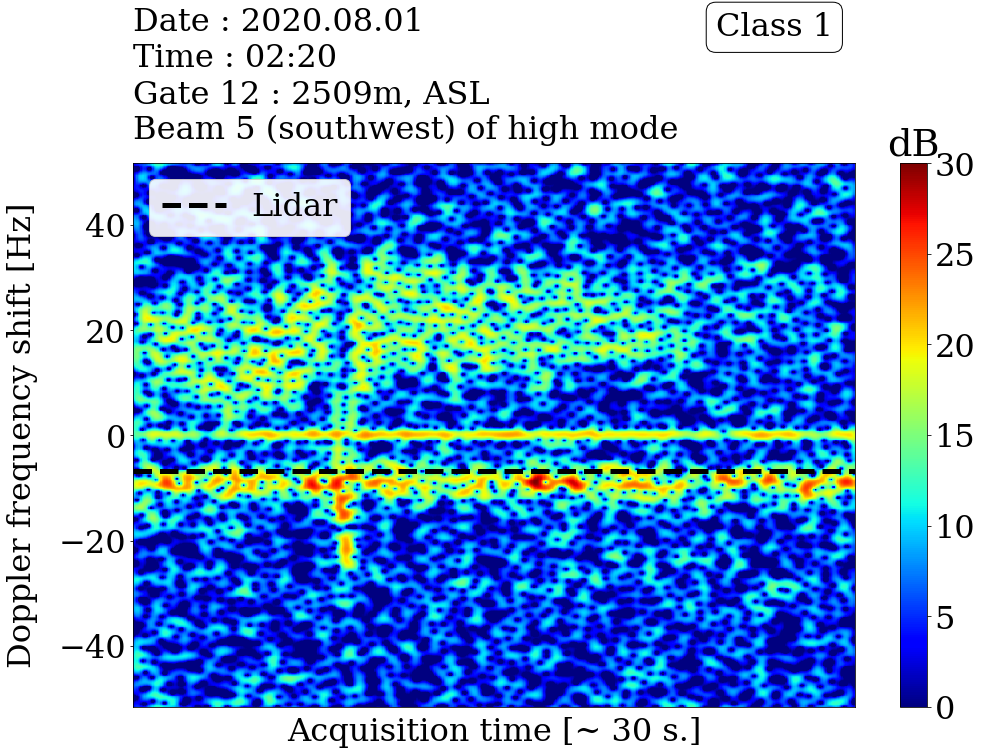 Date : 2020.08.01
Time : 02:20
Gate 12 : 2509m, ASL
Beam 5 (southwest) of high mode
Class 1
dB
Lidar
Doppler frequency shift [Hz]
40
20
0
−20
−40
Acquisition time [~ 30 s.]
30
25
20
15
10
5
0